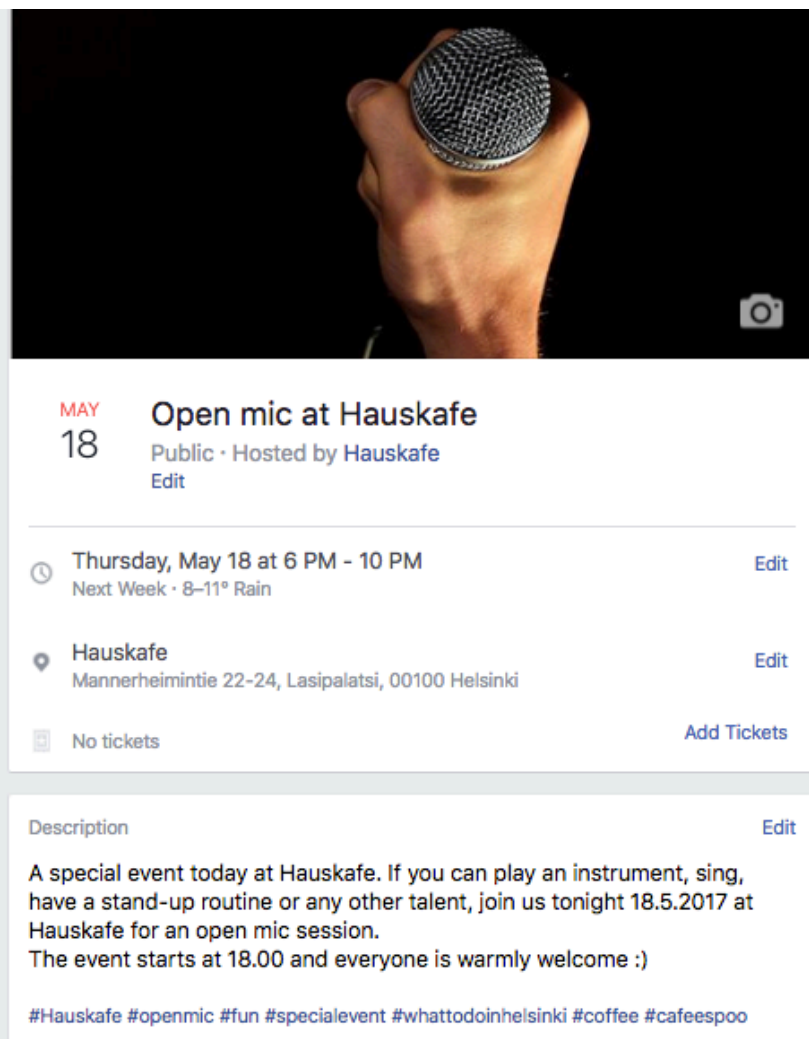 MAY
18
Open mic at Hauskafe
Public · Hosted by Hauskafe
Edit
Thursday, May 18 at 6 PM - 10 PM
Edit
Next Week · 8–11° Rain
Hauskafe
Edit
Mannerheimintie 22-24, Lasipalatsi, 00100 Helsinki
No tickets
Add Tickets
Description
Edit
A special event today at Hauskafe. If you can play an instrument, sing,
have a stand-up routine or any other talent, join us tonight 18.5.2017 at
Hauskafe for an open mic session.
The event starts at 18.00 and everyone is warmly welcome :)
#Hauskafe #openmic #fun #specialevent #whattodoinhelsinki #coffee #cafeespoo